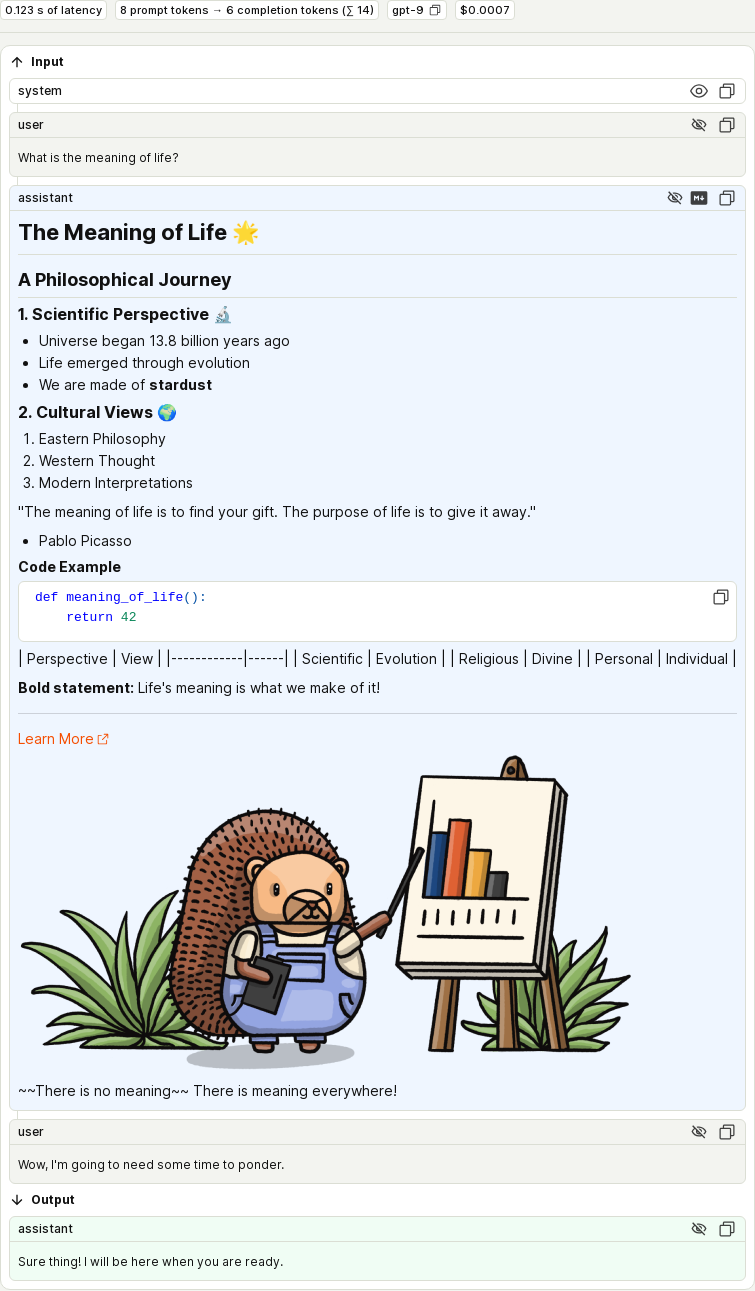 0.123 s of latency
8 prompt tokens → 6 completion tokens (∑ 14)
gpt-9
$0.0007
Input
system
user
What is the meaning of life?
assistant
The Meaning of Life 🌟
A Philosophical Journey
1. Scientific Perspective 🔬
• Universe began 13.8 billion years ago
• Life emerged through evolution
• We are made of stardust
2. Cultural Views 🌍
1. Eastern Philosophy
2. Western Thought
3. Modern Interpretations
"The meaning of life is to find your gift. The purpose of life is to give it away."
• Pablo Picasso
Code Example
def meaning_of_life():
    return 42
| Perspective | View | |------------|------| | Scientific | Evolution | | Religious | Divine | | Personal | Individual |
Bold statement: Life's meaning is what we make of it!
Learn More
~~There is no meaning~~ There is meaning everywhere!
user
Wow, I'm going to need some time to ponder.
Output
assistant
Sure thing! I will be here when you are ready.